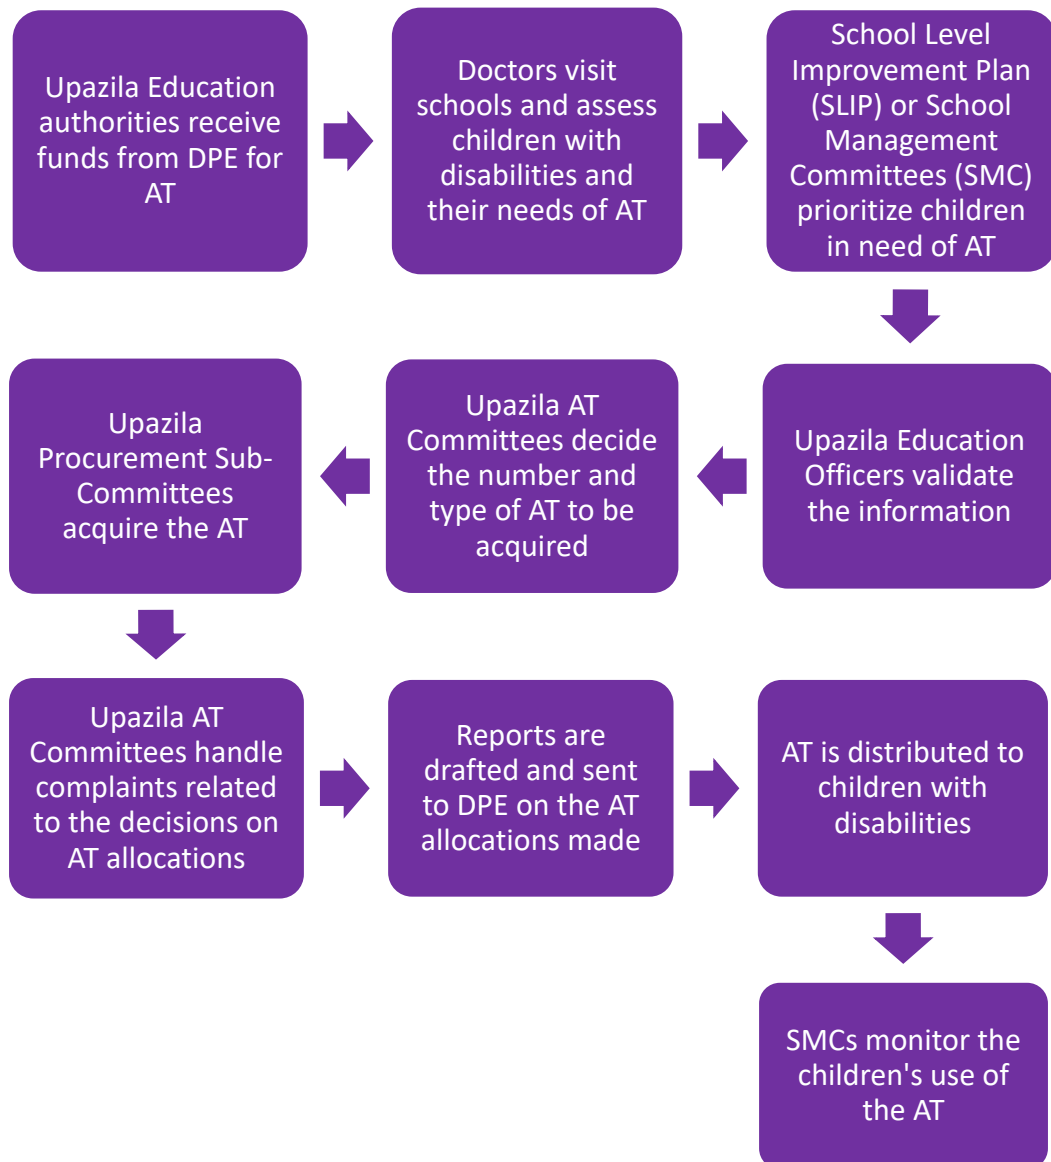 Upazila Education
authorities receive
funds from DPE for
AT
Doctors visit
schools and assess
children with
disabilities and
their needs of AT
School Level
Improvement Plan
(SLIP) or School
Management
Committees (SMC)
prioritize children
in need of AT
Upazila Education
Officers validate
the information
Upazila AT
Committees decide
the number and
type of AT to be
acquired
Upazila
Procurement Sub-
Committees
acquire the AT
Upazila AT
Committees handle
complaints related
to the decisions on
AT allocations
Reports are
drafted and sent
to DPE on the AT
allocations made
AT is distributed to
children with
disabilities
SMCs monitor the
children's use of
the AT